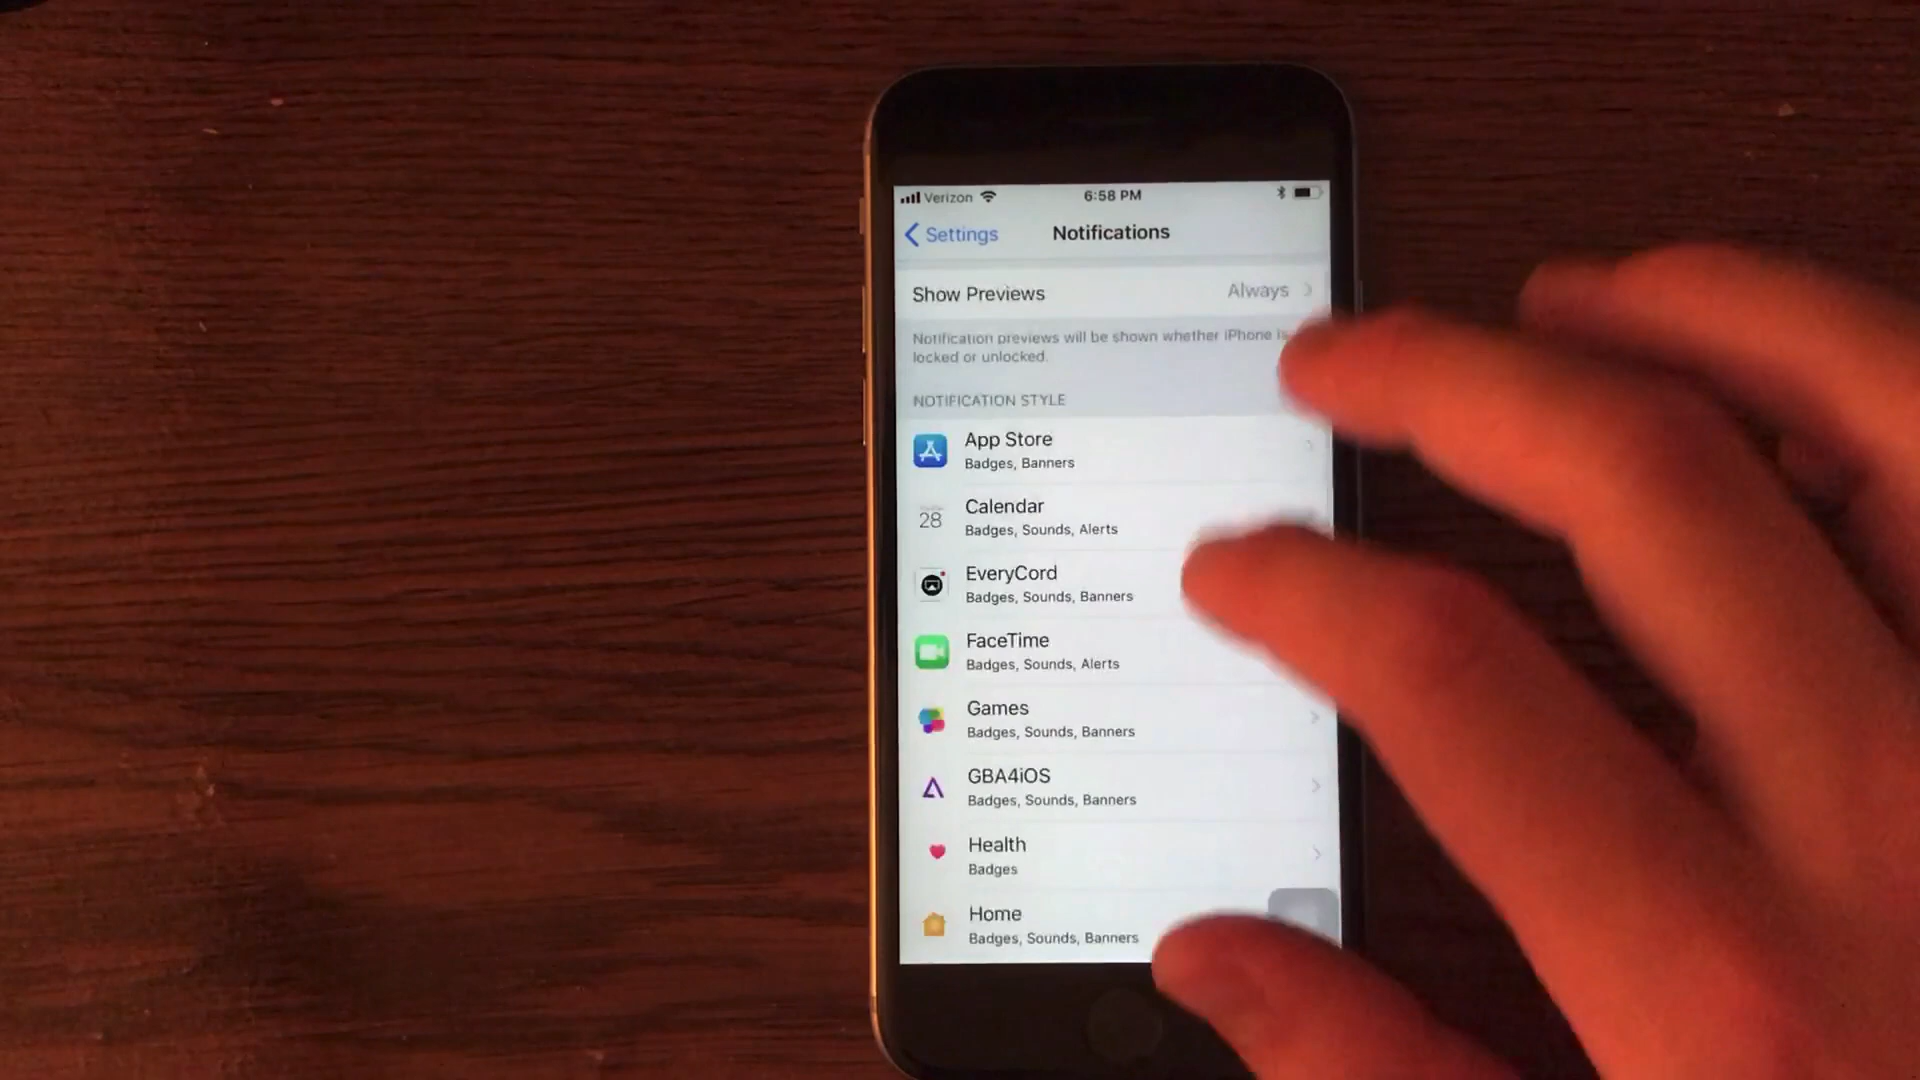 Verizon 6:58 PM
Settings Notifications
Show Previews Always
Notification previews will be shown whether iPhone is
locked or unlocked.
NOTIFICATION STYLE
App Store
Badges, Banners
28
Calendar
Badges, Sounds, Alerts
EveryCord
Badges, Sounds, Banners
FaceTime
Badges, Sounds, Alerts
Games
Badges, Sounds, Banners
GBA4iOS
Badges, Sounds, Banners
Health
Badges
Home
Badges, Sounds, Banners